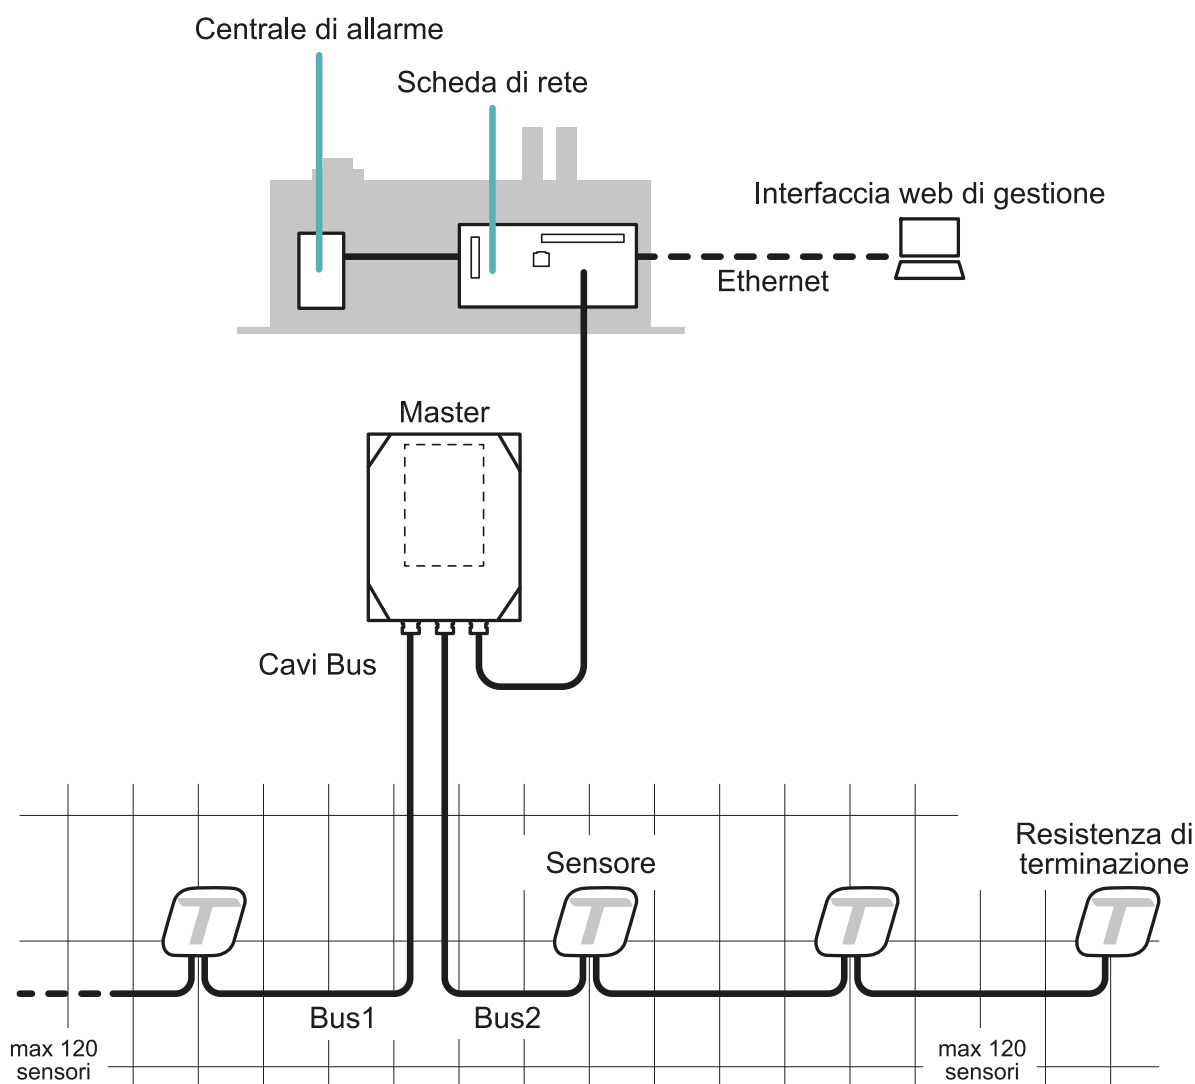 Centrale di allarme
Scheda di rete
Interfaccia web di gestione
Ethernet
Master
Cavi Bus
Sensore
Resistenza di
terminazione
T
T
T
T
Bus1
Bus2
max 120
sensori
max 120
sensori